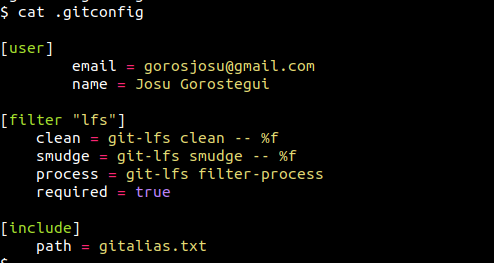 $ cat .gitconfig
[user]
email = gorosjosu@gmail.com
name = Josu Gorostegui
[filter "lfs"]
clean = git-lfs clean -- %f
smudge = git-lfs smudge -- %f
process = git-lfs filter-process
required = true
[include]
path = gitalias.txt
$